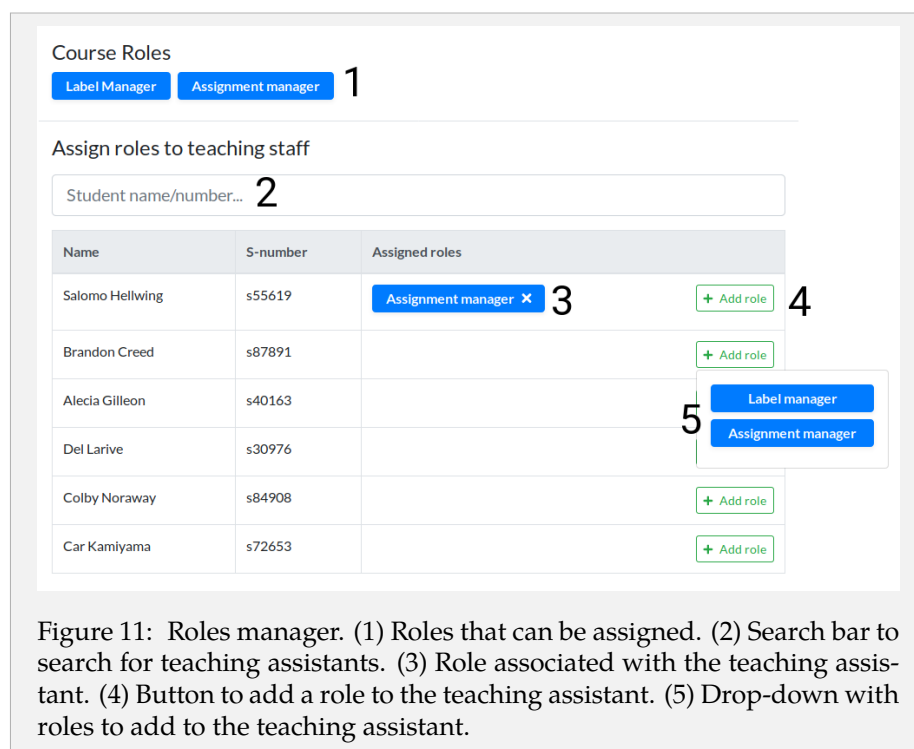 Course Roles
Label Manager Assignment manager 1
Assign roles to teaching staff
Student name/number... 2
Name S-number Assigned roles
Salomo Hellwing s55619 Assignment manager × 3 + Add role 4
Brandon Creed s87891 + Add role
Alecia Gilleon s40163 Label manager
5
Assignment manager
Del Larive s30976
Colby Noraway s84908 + Add role
Car Kamiyama s72653 + Add role
Figure 11: Roles manager. (1) Roles that can be assigned. (2) Search bar to
search for teaching assistants. (3) Role associated with the teaching assis-
tant. (4) Button to add a role to the teaching assistant. (5) Drop-down with
roles to add to the teaching assistant.